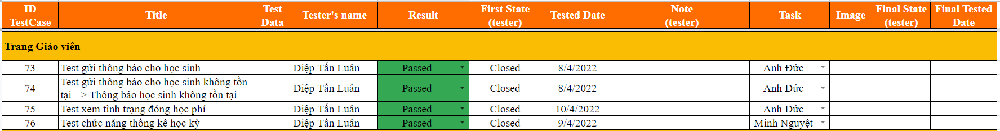 ID TestCase Title Test Data Tester's name Result First State (tester) Tested Date Note (tester) Task Image Final State (tester) Final Tested Date
Trang Giáo viên
73 Test gửi thông báo cho học sinh Diệp Tấn Luân Passed Closed 8/4/2022 Anh Đức
74 Test gửi thông báo cho học sinh không tồn tại => Thông báo học sinh không tồn tại Diệp Tấn Luân Passed Closed 8/4/2022 Anh Đức
75 Test xem tình trạng đóng học phí Diệp Tấn Luân Passed Closed 10/4/2022 Anh Đức
76 Test chức năng thống kê học kỳ Diệp Tấn Luân Passed Closed 9/4/2022 Minh Nguyệt